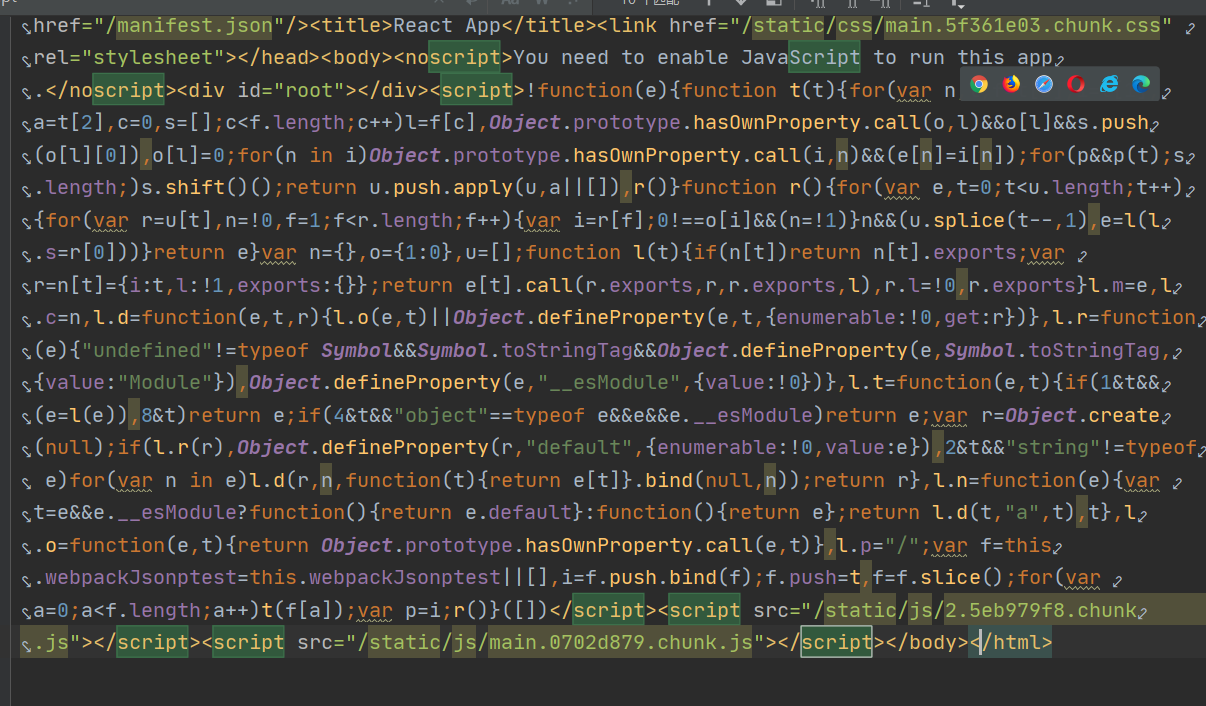 href="/manifest.json"/><title>React App</title><link href="/static/css/main.5f361e03.chunk.css"
rel="stylesheet"></head><body><noscript>You need to enable JavaScript to run this app
.</noscript><div id="root"></div><script>!function(e){function t(t){for(var n
a=t[2],c=0,s=[];c<f.length;c++)l=f[c],Object.prototype.hasOwnProperty.call(o,l)&&o[l]&&s.push
(o[l][0]),o[l]=0;for(n in i)Object.prototype.hasOwnProperty.call(i,n)&&(e[n]=i[n]);for(p&&p(t);s
.length;)s.shift()();return u.push.apply(u,a||[]),r()}function r(){for(var e,t=0;t<u.length;t++)
{for(var r=u[t],n=!0,f=1;f<r.length;f++){var i=r[f];0!==o[i]&&(n=!1)}n&&(u.splice(t--,1),e=l(l
.s=r[0]))}return e}var n={},o={1:0},u=[];function l(t){if(n[t])return n[t].exports;var
r=n[t]={i:t,l:!1,exports:{}};return e[t].call(r.exports,r,r.exports,l),r.l=!0,r.exports}l.m=e,l
.c=n,l.d=function(e,t,r){l.o(e,t)||Object.defineProperty(e,t,{enumerable:!0,get:r})},l.r=function
(e){"undefined"!=typeof Symbol&&Symbol.toStringTag&&Object.defineProperty(e,Symbol.toStringTag,
{value:"Module"}),Object.defineProperty(e,"__esModule",{value:!0})},l.t=function(e,t){if(1&t&&
(e=l(e)),8&t)return e;if(4&t&&"object"==typeof e&&e&&e.__esModule)return e;var r=Object.create
(null);if(l.r(r),Object.defineProperty(r,"default",{enumerable:!0,value:e}),2&t&&"string"!=typeof
e)for(var n in e)l.d(r,n,function(t){return e[t]}.bind(null,n));return r},l.n=function(e){var
t=e&&e.__esModule?function(){return e.default}:function(){return e};return l.d(t,"a",t),t},l
.o=function(e,t){return Object.prototype.hasOwnProperty.call(e,t)},l.p="/";var f=this
.webpackJsonptest=this.webpackJsonptest||[],i=f.push.bind(f);f.push=t,f=f.slice();for(var
a=0;a<f.length;a++)t(f[a]);var p=i;r()}([])</script><script src="/static/js/2.5eb979f8.chunk
.js"></script><script src="/static/js/main.0702d879.chunk.js"></script></body></html>